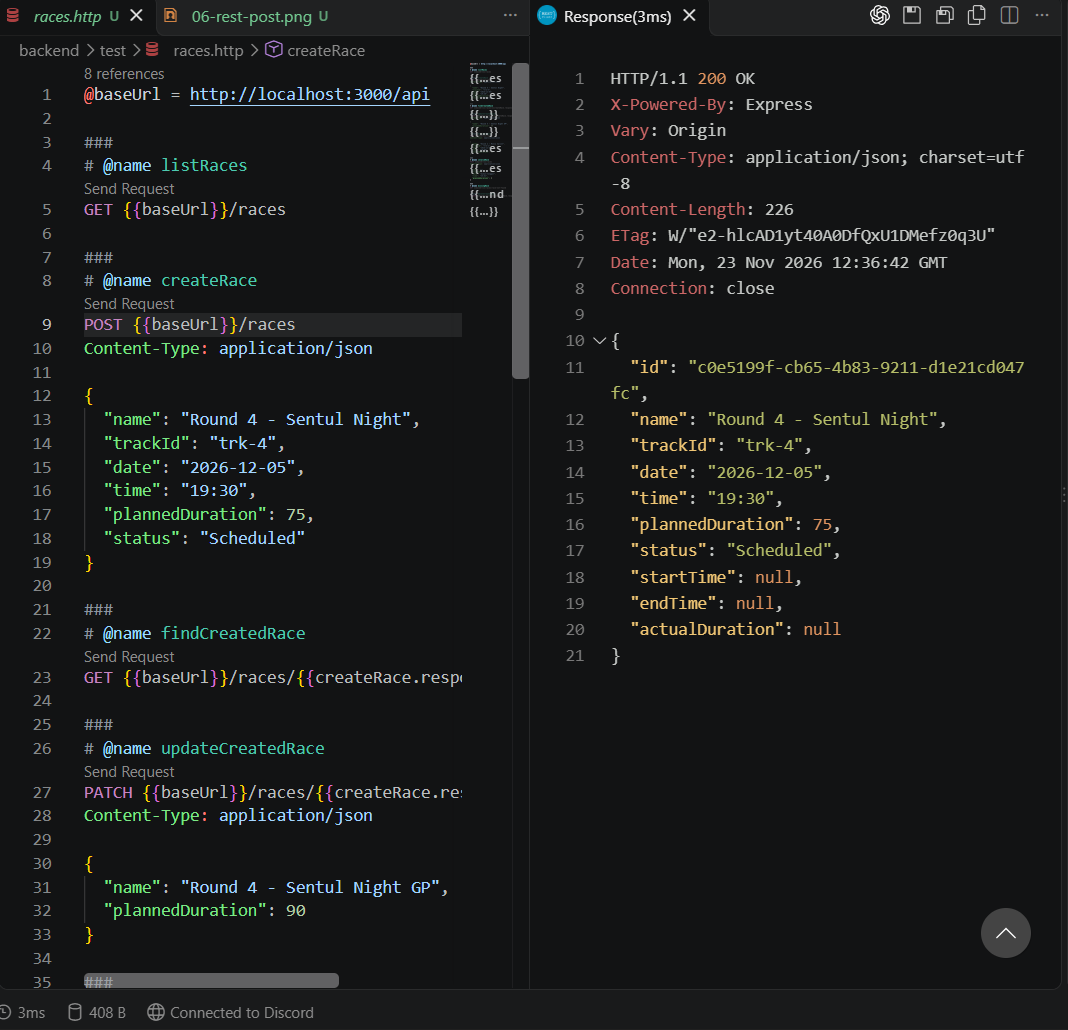 races.http U
06-rest-post.png U
Response(3ms)
backend > test > races.http > createRace
8 references
1 @baseUrl = http://localhost:3000/api
2
3 ###
4 # @name listRaces
Send Request
5 GET {{baseUrl}}/races
6
7 ###
8 # @name createRace
Send Request
9 POST {{baseUrl}}/races
10 Content-Type: application/json
11
12 {
13 "name": "Round 4 - Sentul Night",
14 "trackId": "trk-4",
15 "date": "2026-12-05",
16 "time": "19:30",
17 "plannedDuration": 75,
18 "status": "Scheduled"
19 }
20
21 ###
22 # @name findCreatedRace
Send Request
23 GET {{baseUrl}}/races/{{createRace.respo
24
25 ###
26 # @name updateCreatedRace
Send Request
27 PATCH {{baseUrl}}/races/{{createRace.res
28 Content-Type: application/json
29
30 {
31 "name": "Round 4 - Sentul Night GP",
32 "plannedDuration": 90
33 }
34
35 ###
{{...es
{{...es
{{...}}
{{...}}
{{...es
{{...es
{{...nd
{{...}}
1 HTTP/1.1 200 OK
2 X-Powered-By: Express
3 Vary: Origin
4 Content-Type: application/json; charset=utf
-8
5 Content-Length: 226
6 ETag: W/"e2-hlcAD1yt40A0DfQxU1DMefz0q3U"
7 Date: Mon, 23 Nov 2026 12:36:42 GMT
8 Connection: close
9
10 {
11 "id": "c0e5199f-cb65-4b83-9211-d1e21cd047
fc",
12 "name": "Round 4 - Sentul Night",
13 "trackId": "trk-4",
14 "date": "2026-12-05",
15 "time": "19:30",
16 "plannedDuration": 75,
17 "status": "Scheduled",
18 "startTime": null,
19 "endTime": null,
20 "actualDuration": null
21 }
3ms
408 B
Connected to Discord